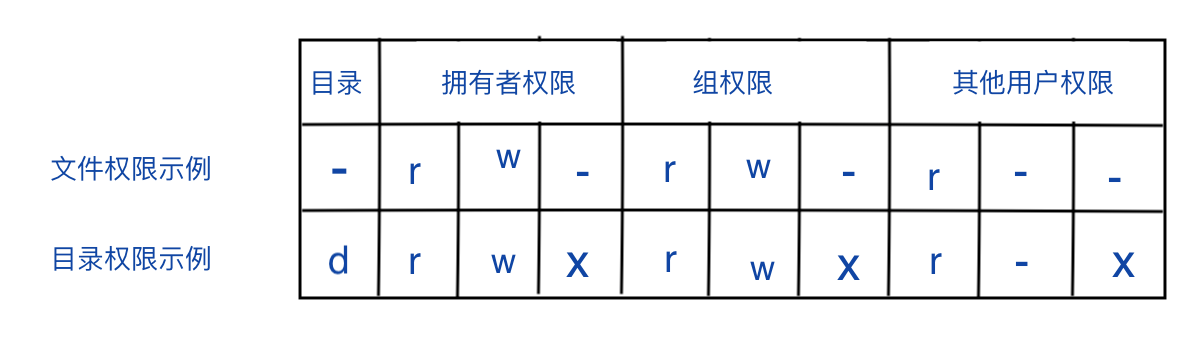 目录 拥有者权限 组权限 其他用户权限
文件权限示例 - r w - r w - r - -
目录权限示例 d r w x r w x r - x